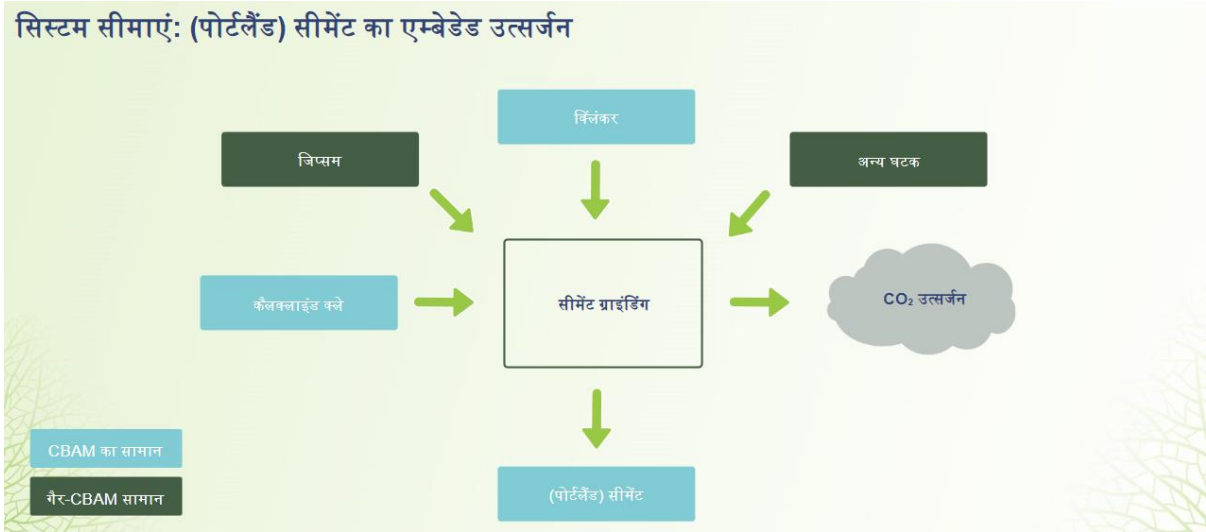 सिस्टम सीमाएं: (पोर्टलैंड) सीमेंट का एम्बेडेड उत्सर्जन
क्लिंकर
जिप्सम
अन्य घटक
कैलक्लाइंड क्ले
सीमेंट ग्राइंडिंग
CO₂ उत्सर्जन
CBAM का सामान
गैर-CBAM सामान
(पोर्टलैंड) सीमेंट